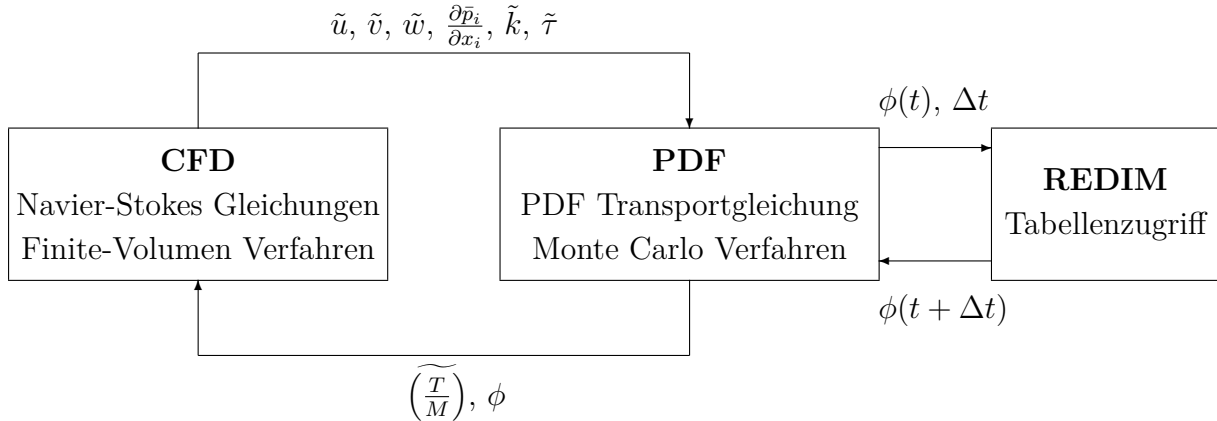 ũ, ṽ, w̃, ∂p̄ᵢ/∂xᵢ, k̃, τ̃
ϕ(t), Δt
CFD
Navier-Stokes Gleichungen
Finite-Volumen Verfahren
PDF
PDF Transportgleichung
Monte Carlo Verfahren
REDIM
Tabellenzugriff
ϕ(t + Δt)
(T/M)̃, ϕ